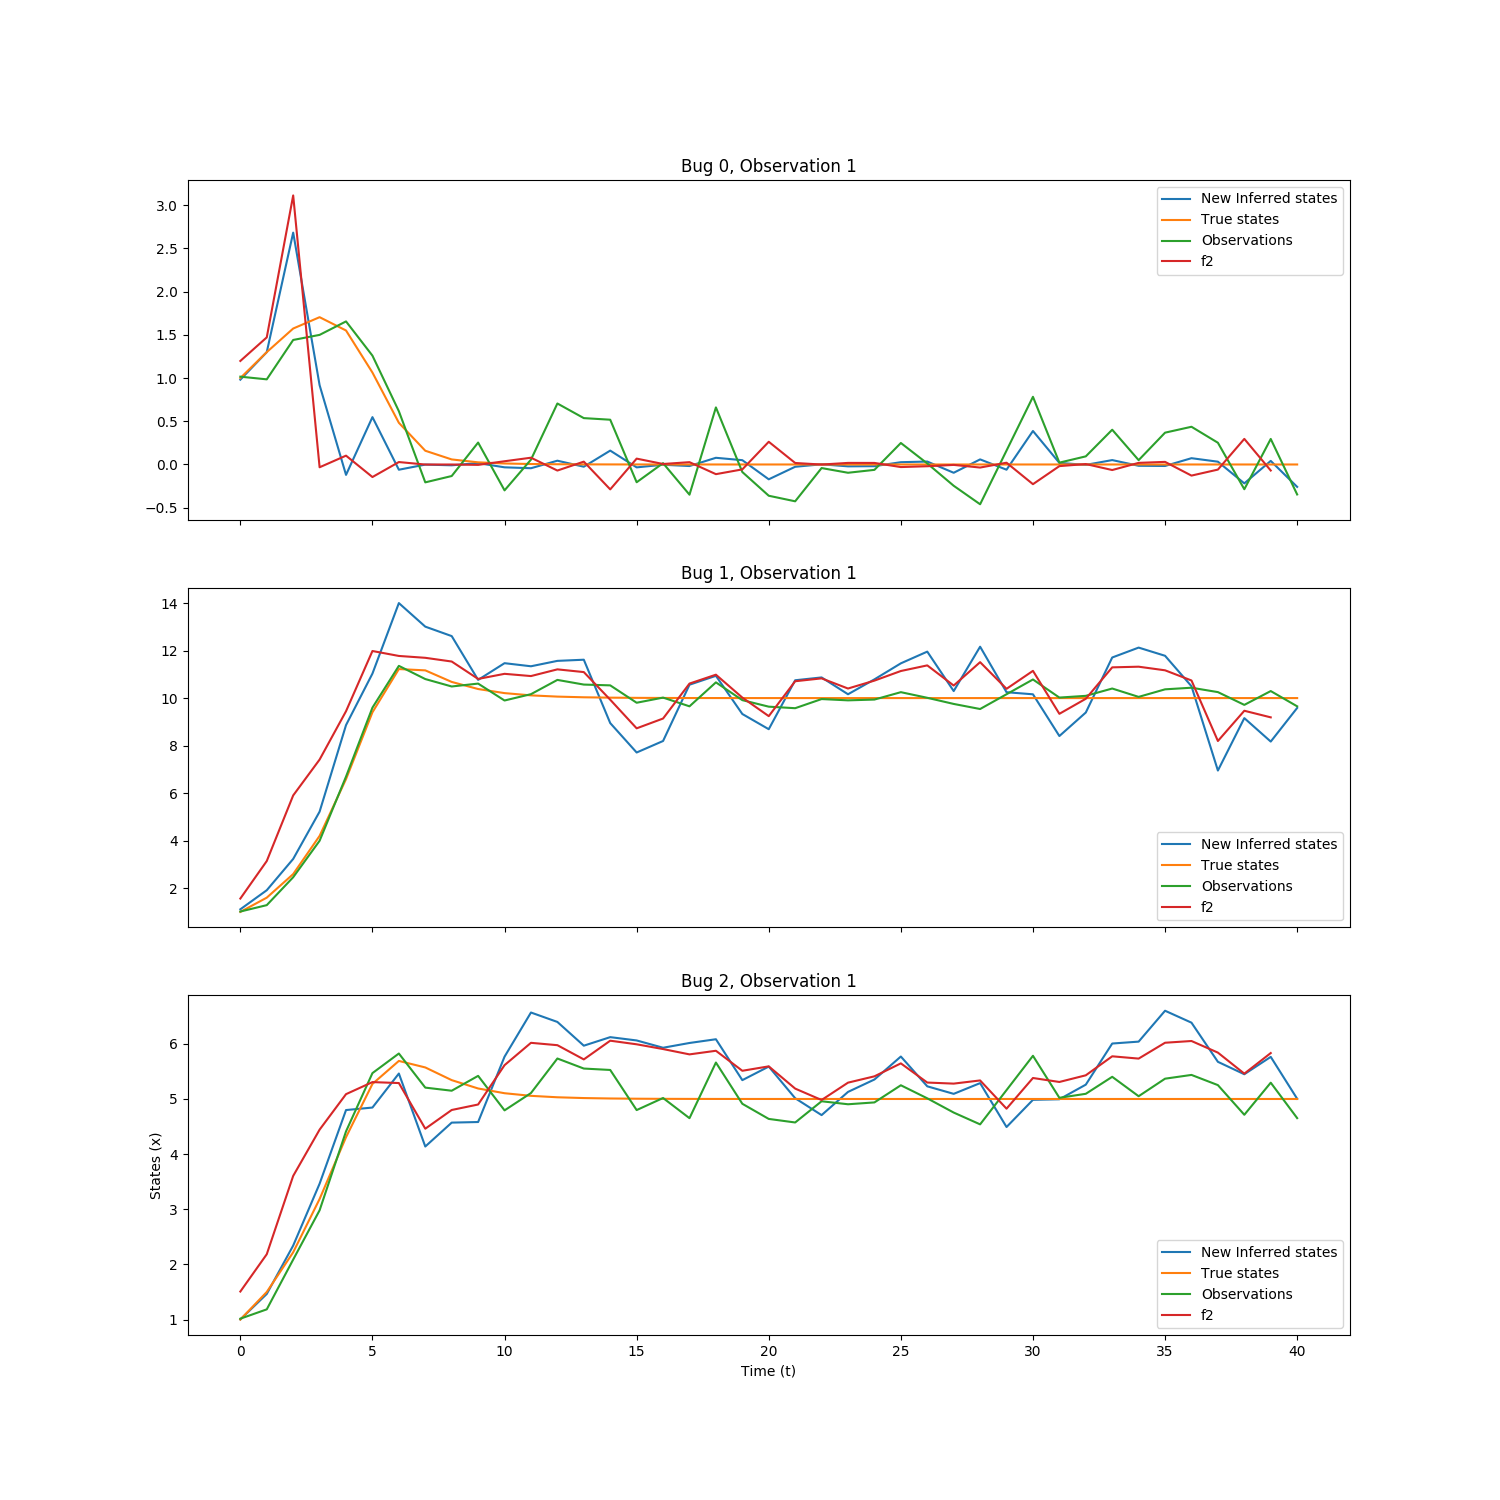 Bug 0, Observation 1
3.0
2.5
2.0
1.5
1.0
0.5
0.0
−0.5
New Inferred states
True states
Observations
f2
Bug 1, Observation 1
14
12
10
8
6
4
2
New Inferred states
True states
Observations
f2
Bug 2, Observation 1
States (x)
6
5
4
3
2
1
New Inferred states
True states
Observations
f2
0 5 10 15 20 25 30 35 40
Time (t)